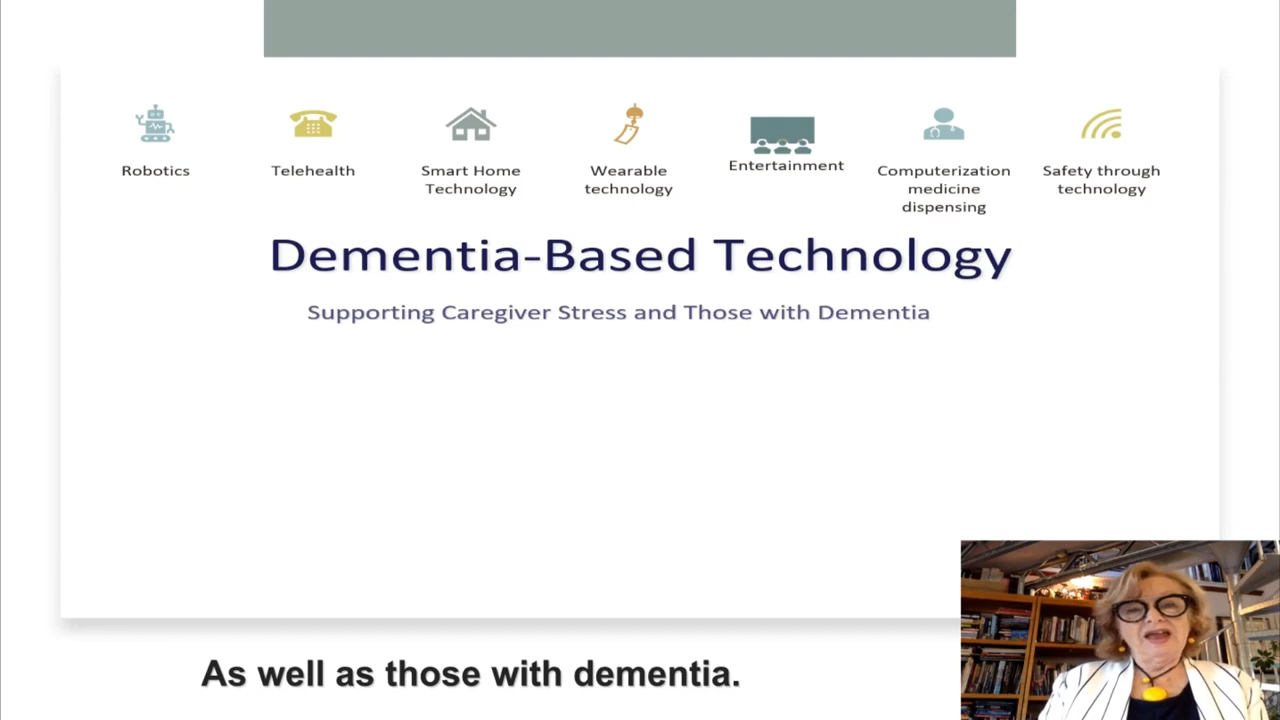 Robotics
Telehealth
Smart Home
Technology
Wearable
technology
Entertainment
Computerization
medicine
dispensing
Safety through
technology
Dementia-Based Technology
Supporting Caregiver Stress and Those with Dementia
As well as those with dementia.